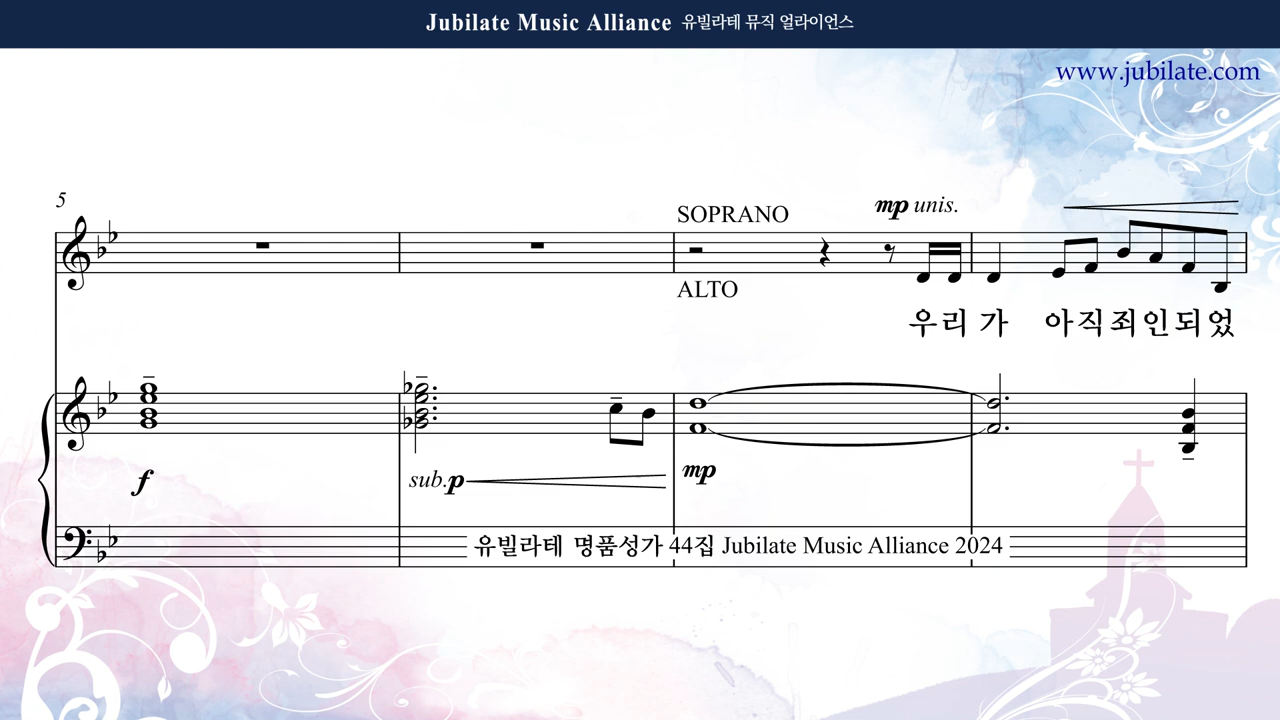 Jubilate Music Alliance 유빌라테 뮤직 얼라이언스
www.jubilate.com
5
SOPRANO
mp unis.
ALTO
우리 가 아직죄인되었
f
sub.p
mp
유빌라테 명품성가 44집 Jubilate Music Alliance 2024